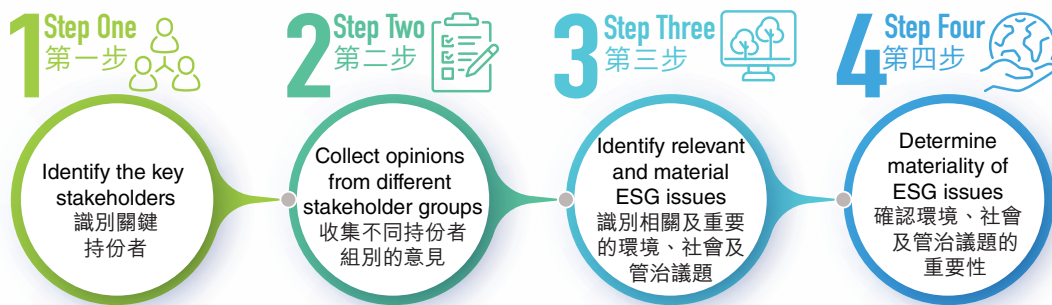 1 Step One
第一步
Identify the key
stakeholders
識別關鍵
持份者
2 Step Two
第二步
Collect opinions
from different
stakeholder groups
收集不同持份者
組別的意見
3 Step Three
第三步
Identify relevant
and material
ESG issues
識別相關及重要
的環境、社會及
管治議題
4 Step Four
第四步
Determine
materiality of
ESG issues
確認環境、社會
及管治議題的
重要性